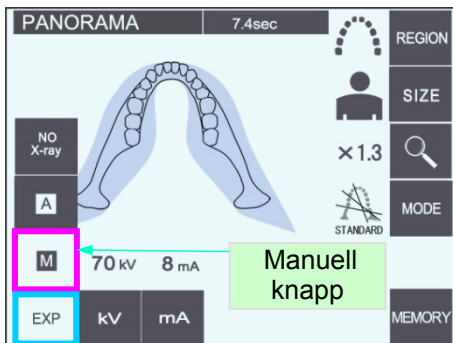 PANORAMA
7.4sec
REGION
SIZE
NO
X-ray
×1.3
A
MODE
STANDARD
M
70 kV
8 mA
Manuell
knapp
EXP
kV
mA
MEMORY